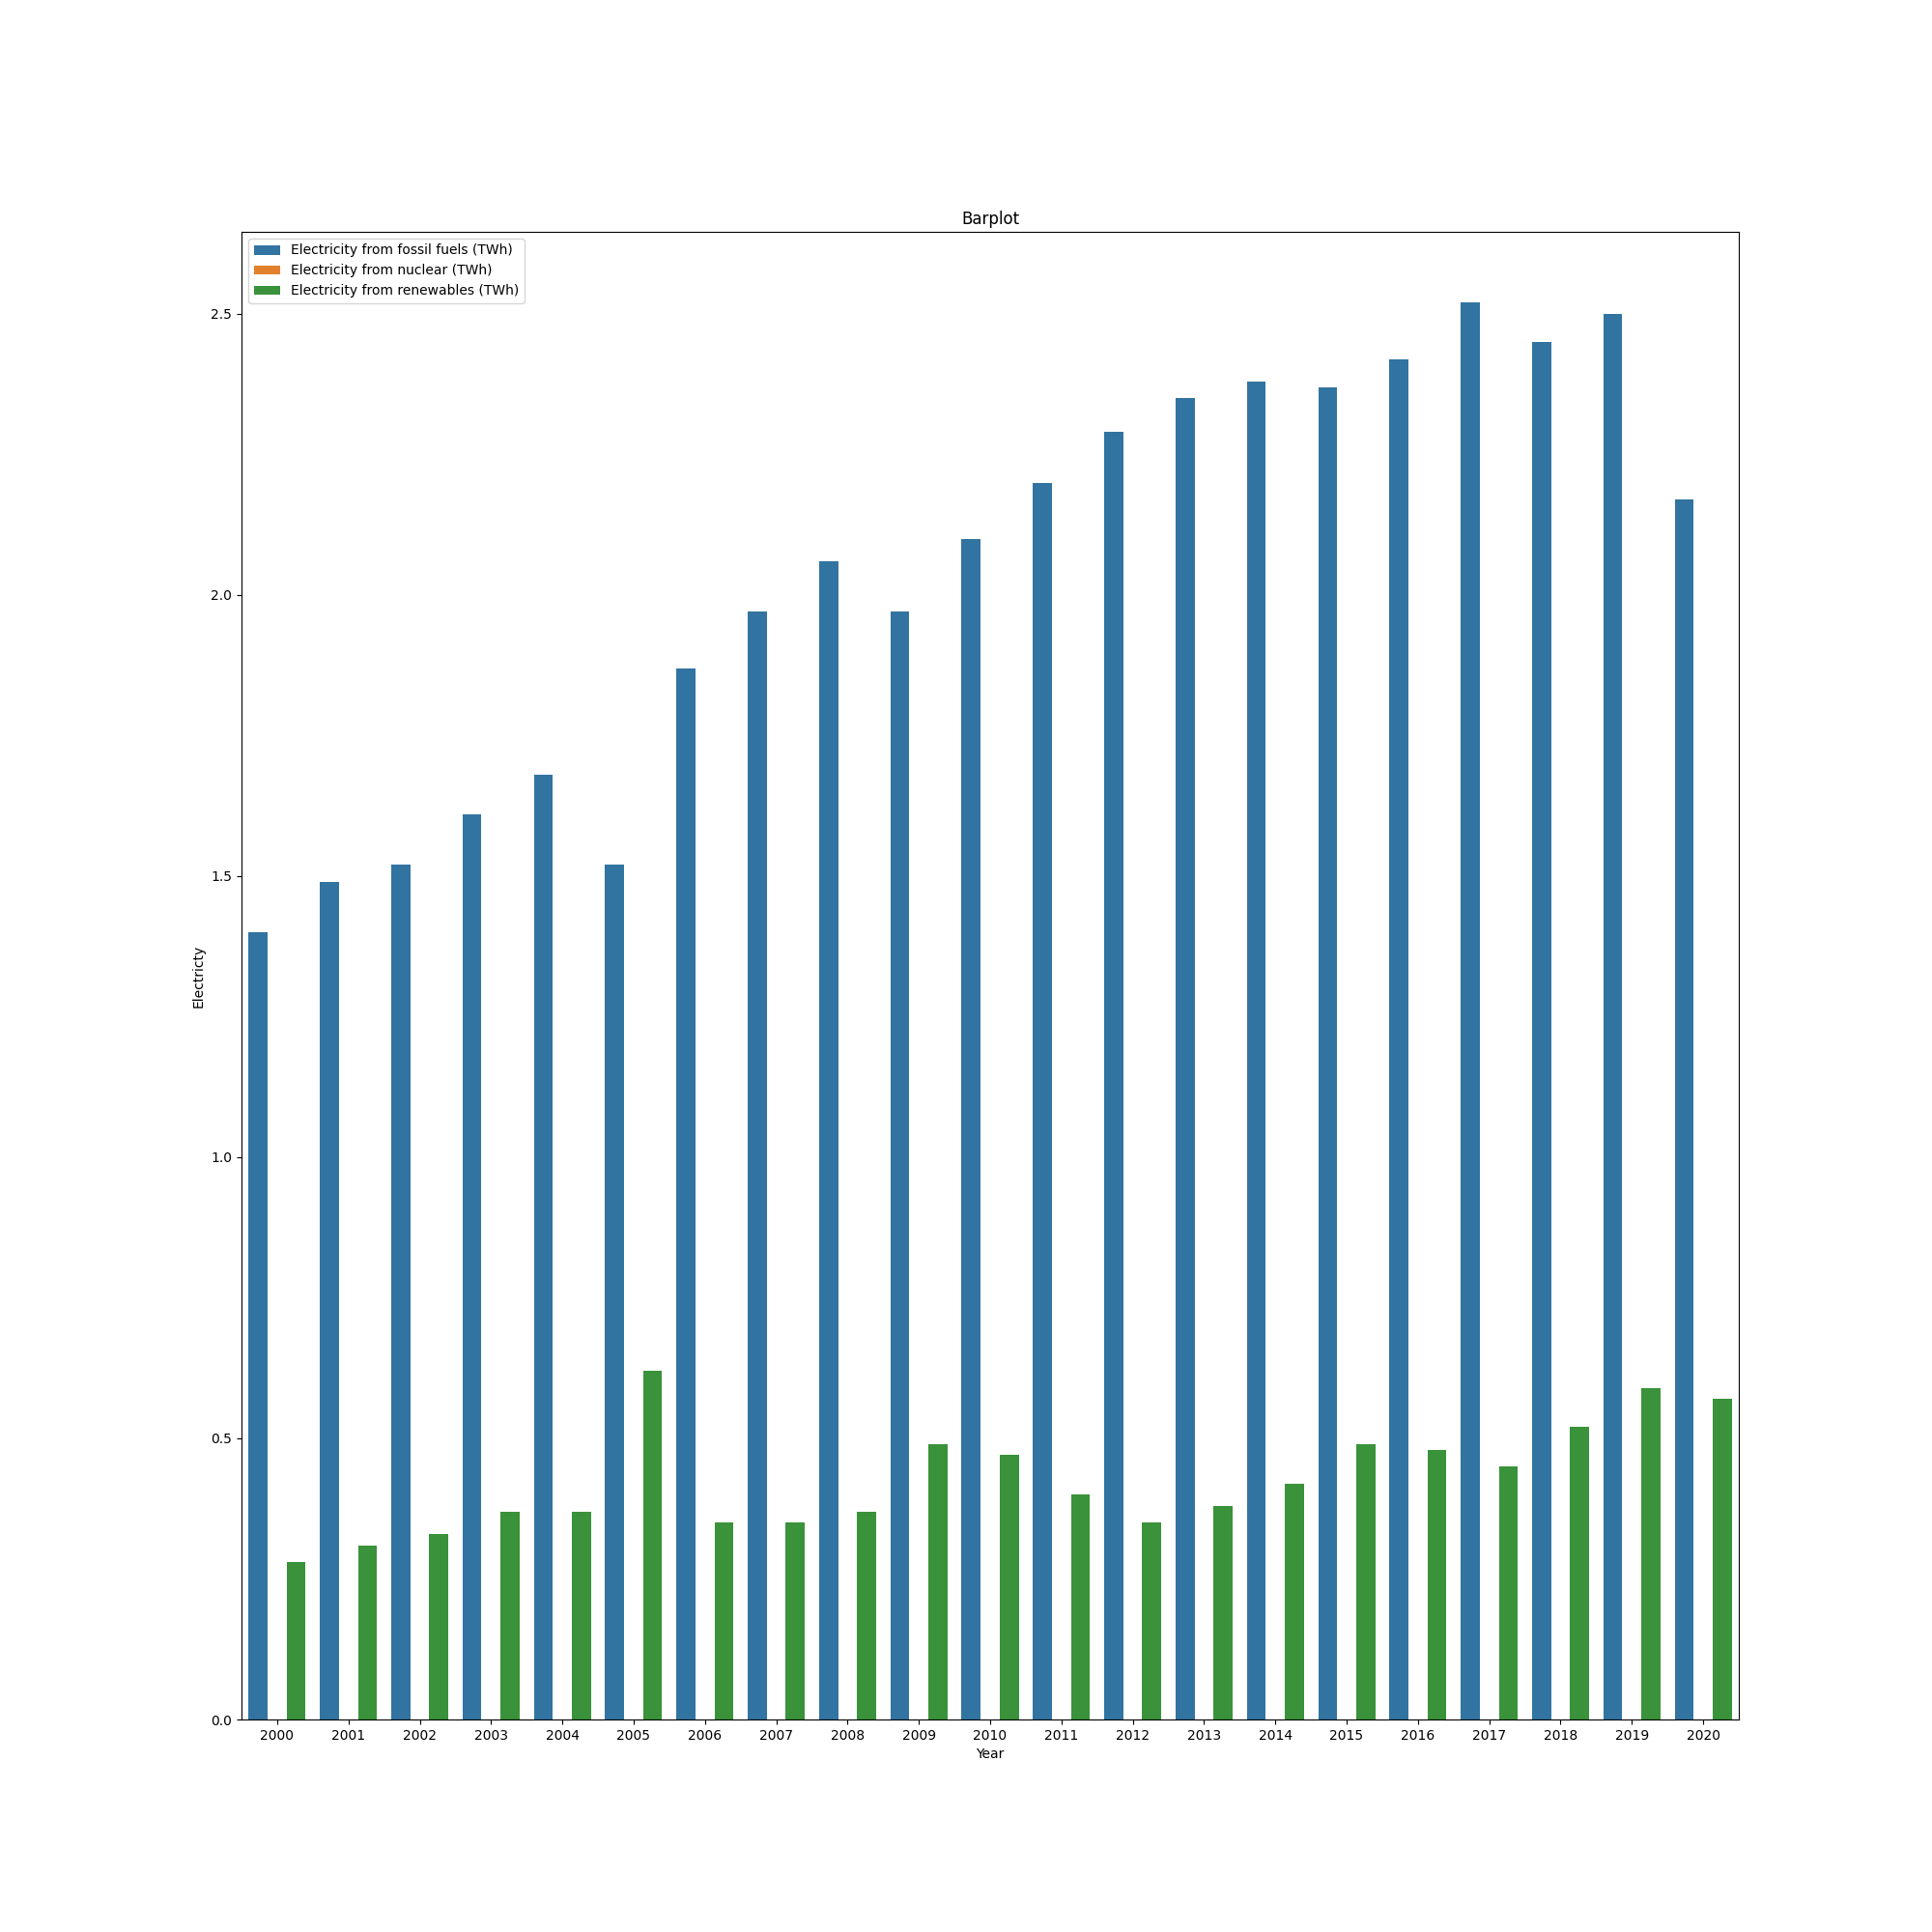 Barplot
Electricity from fossil fuels (TWh)
Electricity from nuclear (TWh)
Electricity from renewables (TWh)
2.5
2.0
1.5
1.0
0.5
0.0
Electricty
2000 2001 2002 2003 2004 2005 2006 2007 2008 2009 2010 2011 2012 2013 2014 2015 2016 2017 2018 2019 2020
Year